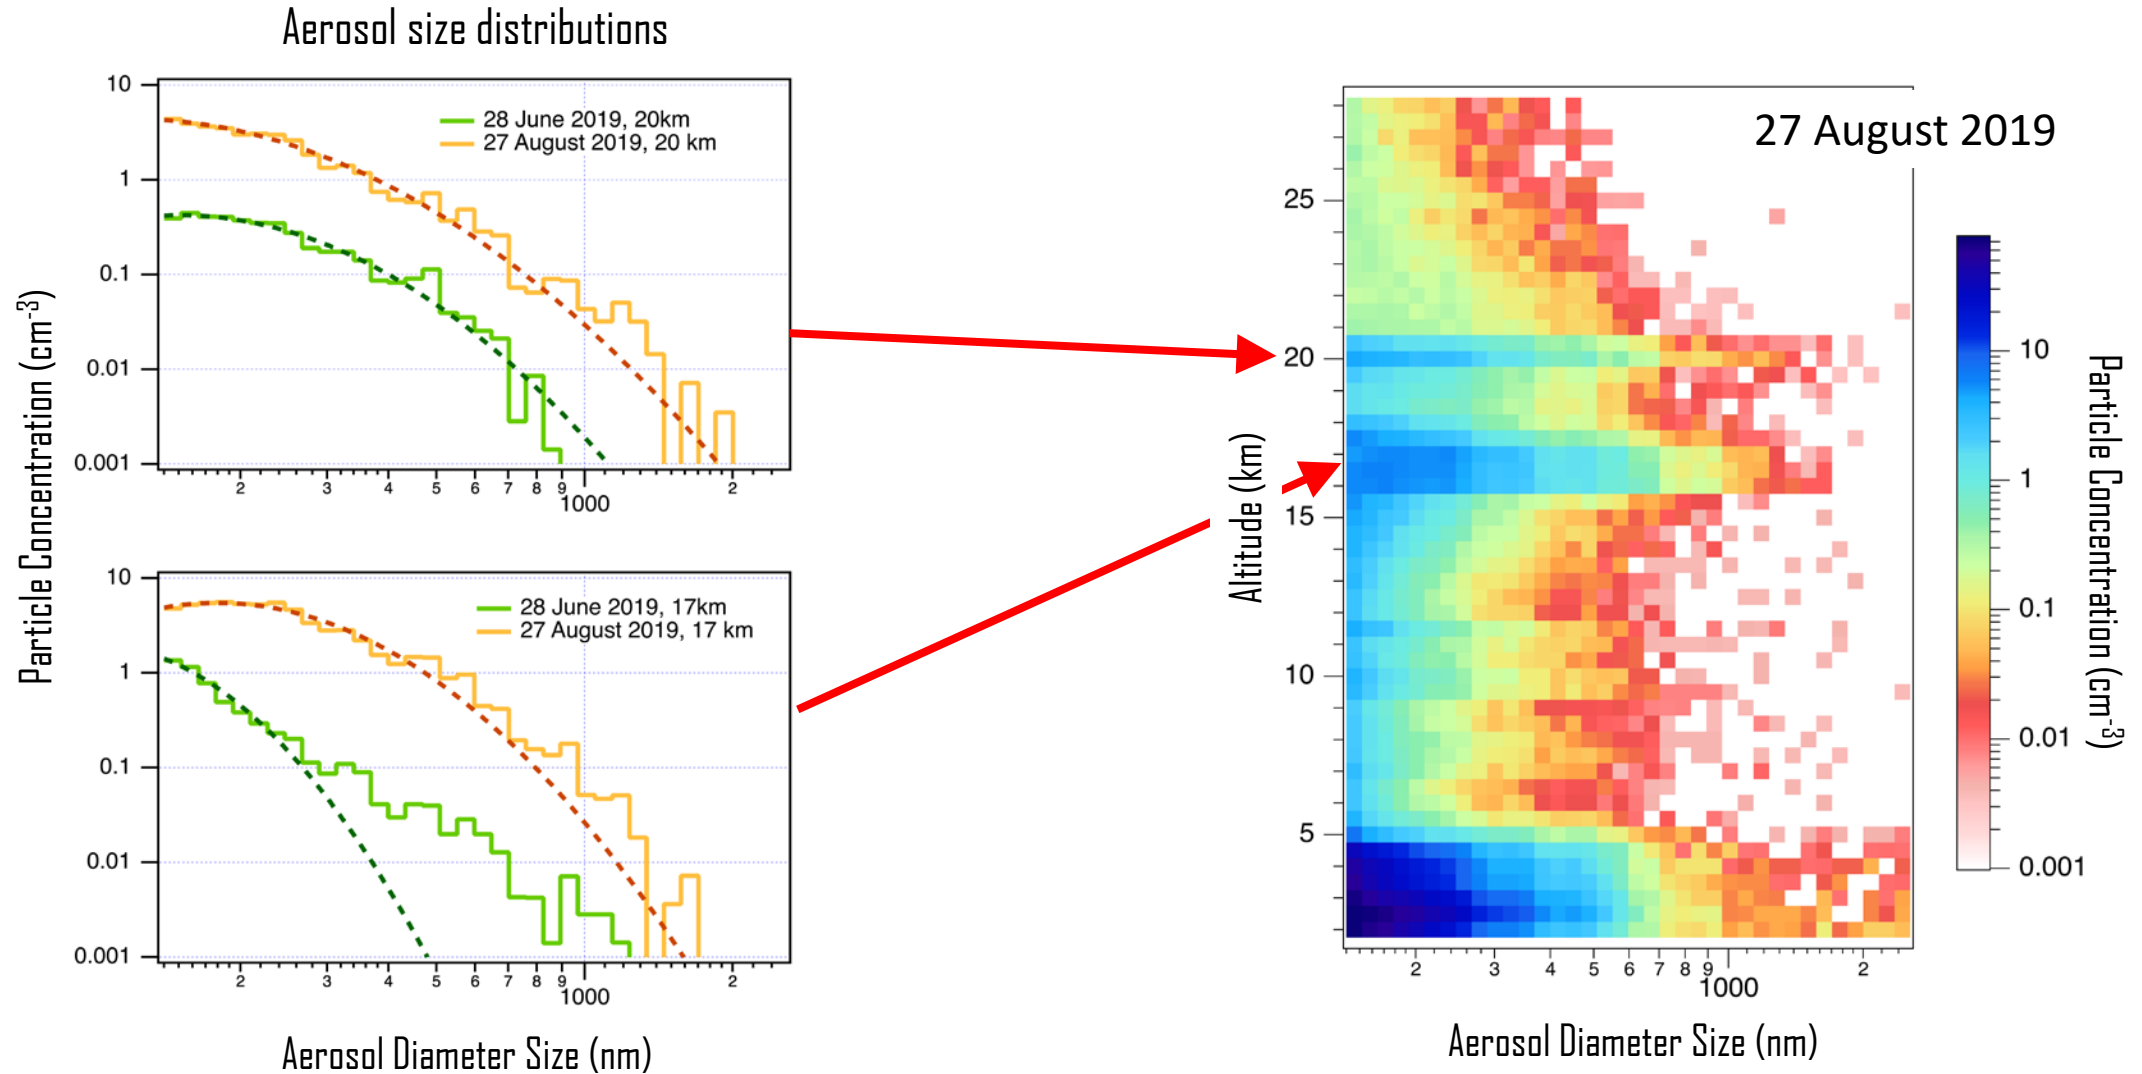 Aerosol size distributions
Particle Concentration (cm-3)
10
1
0.1
0.01
0.001
28 June 2019, 20km
27 August 2019, 20 km
2 3 4 5 6 7 8 9 1000 2
10
1
0.1
0.01
0.001
28 June 2019, 17km
27 August 2019, 17 km
2 3 4 5 6 7 8 9 1000 2
Aerosol Diameter Size (nm)
27 August 2019
Altitude (km)
25
20
15
10
5
2 3 4 5 6 7 8 9 1000 2
Aerosol Diameter Size (nm)
10
1
0.1
0.01
0.001
Particle Concentration (cm-3)